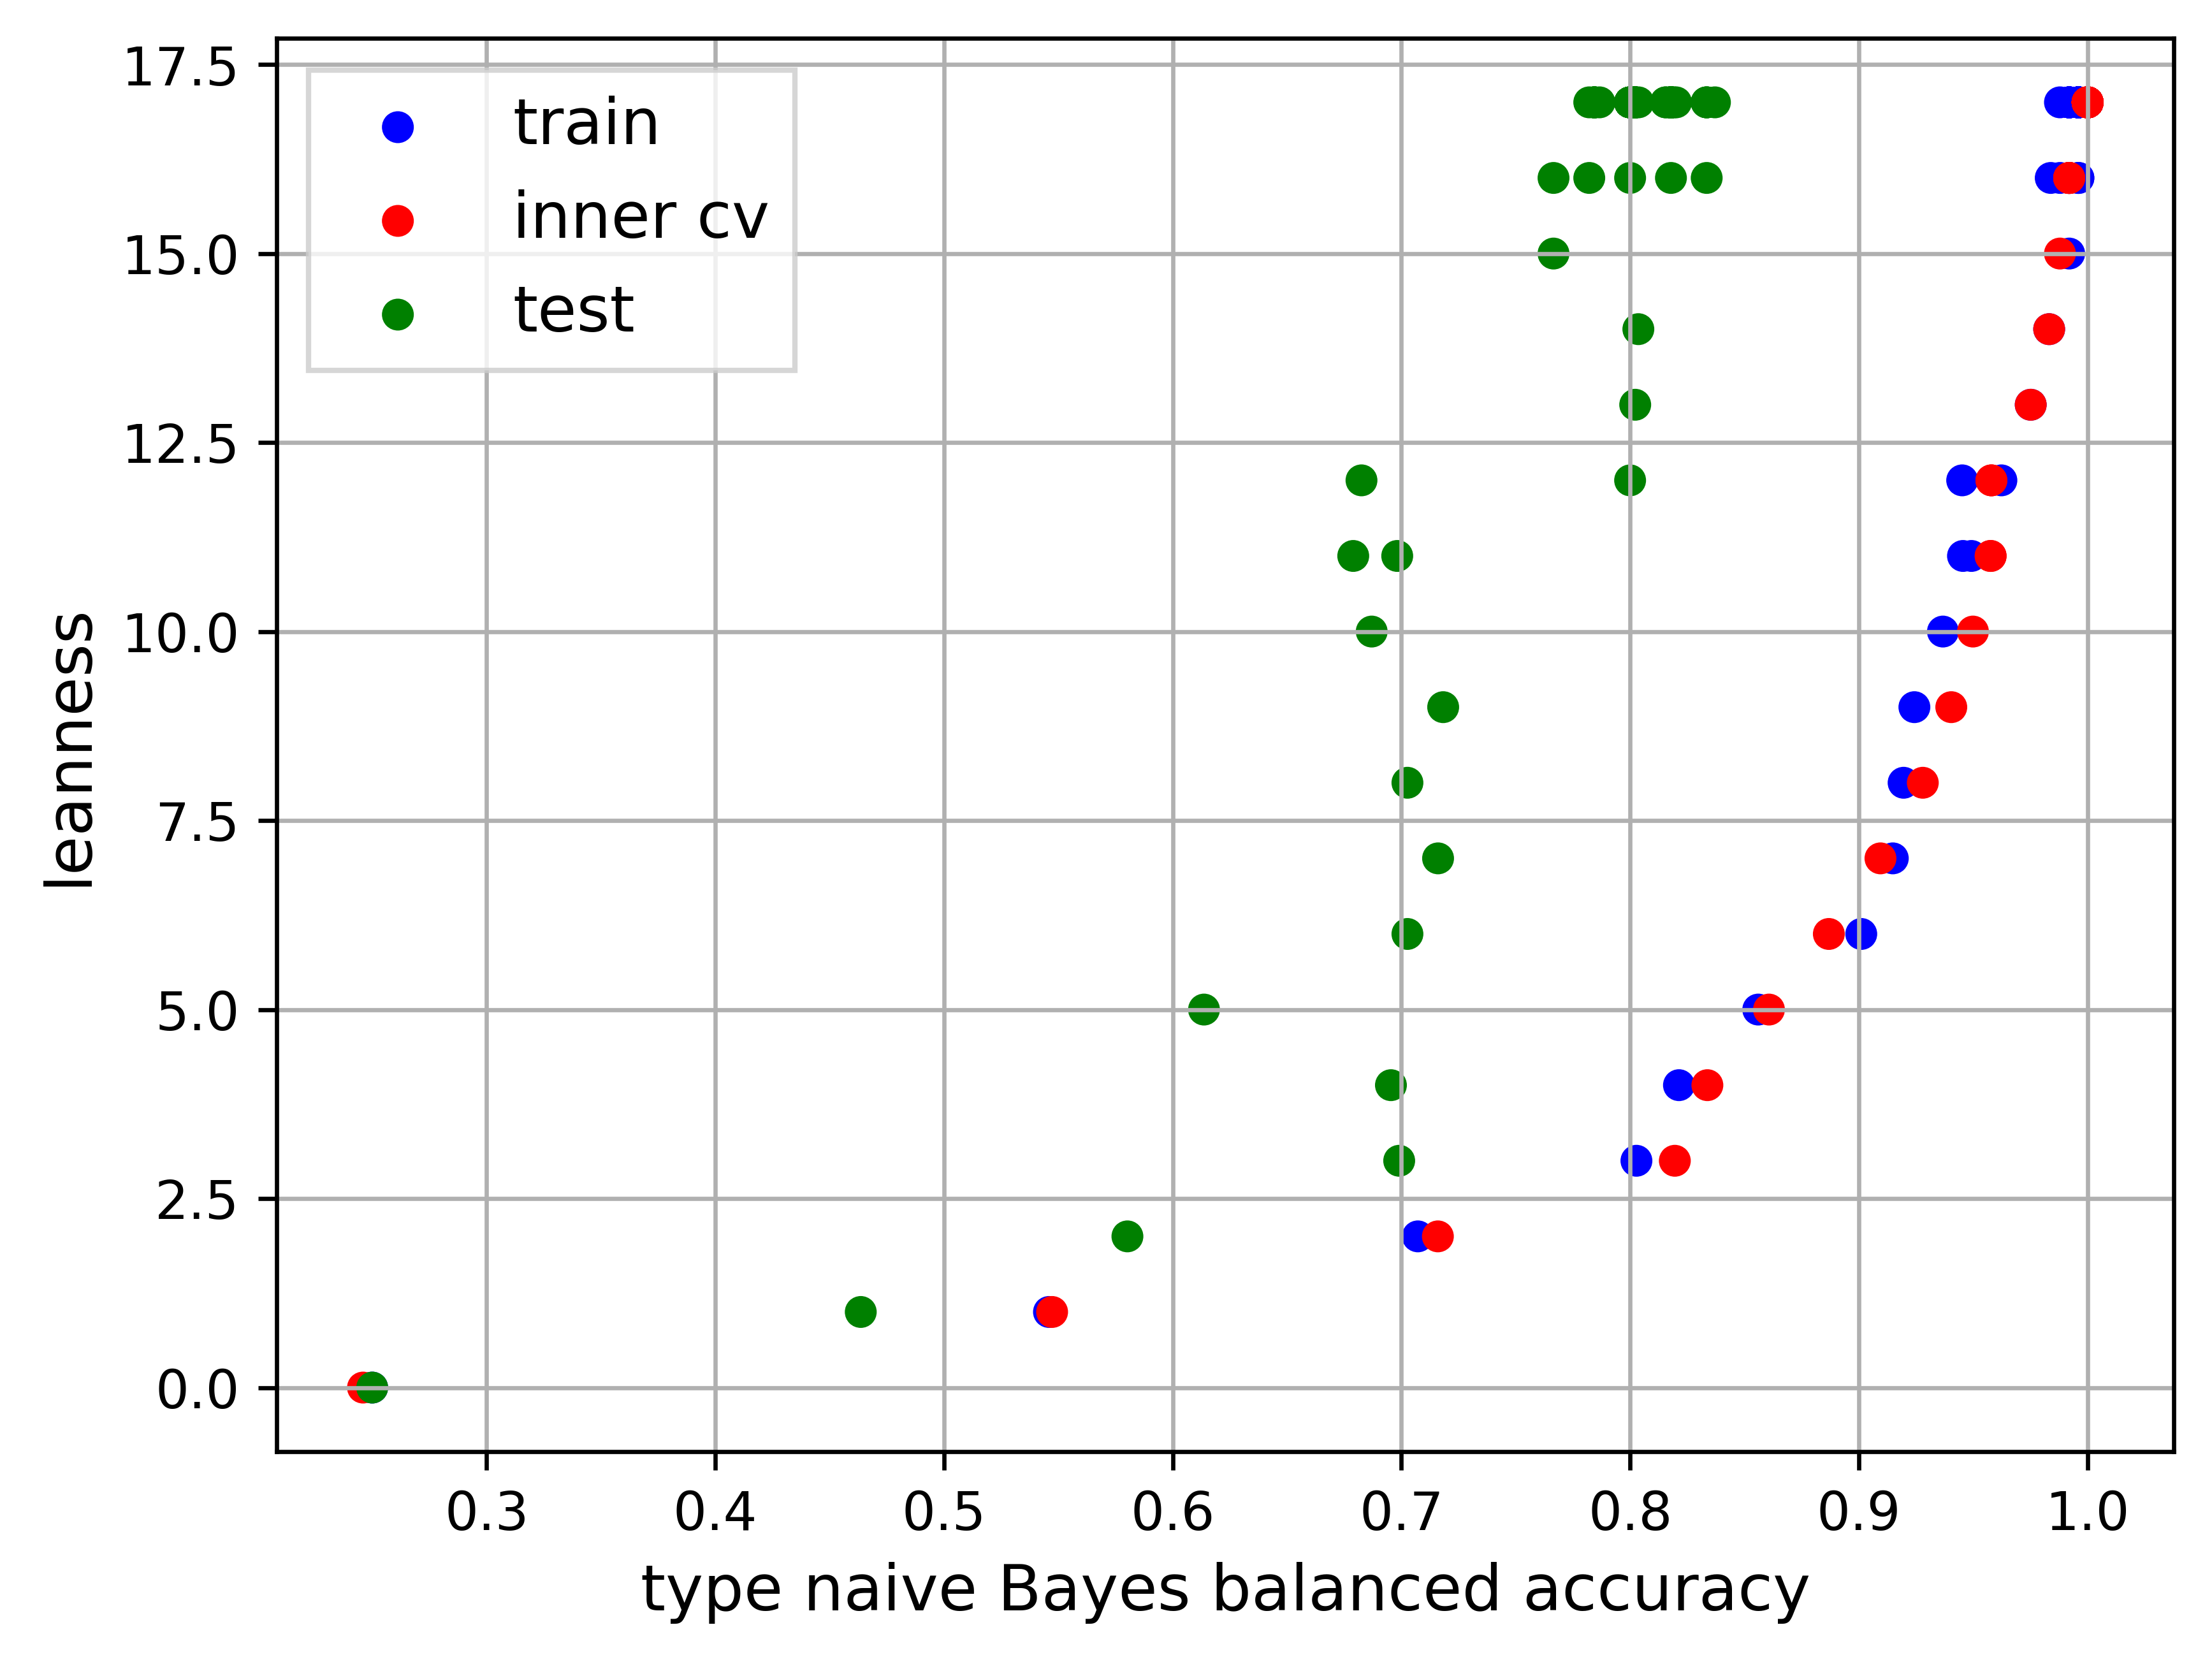 17.5
15.0
12.5
10.0
7.5
5.0
2.5
0.0
leanness
train
inner cv
test
0.3 0.4 0.5 0.6 0.7 0.8 0.9 1.0
type naive Bayes balanced accuracy